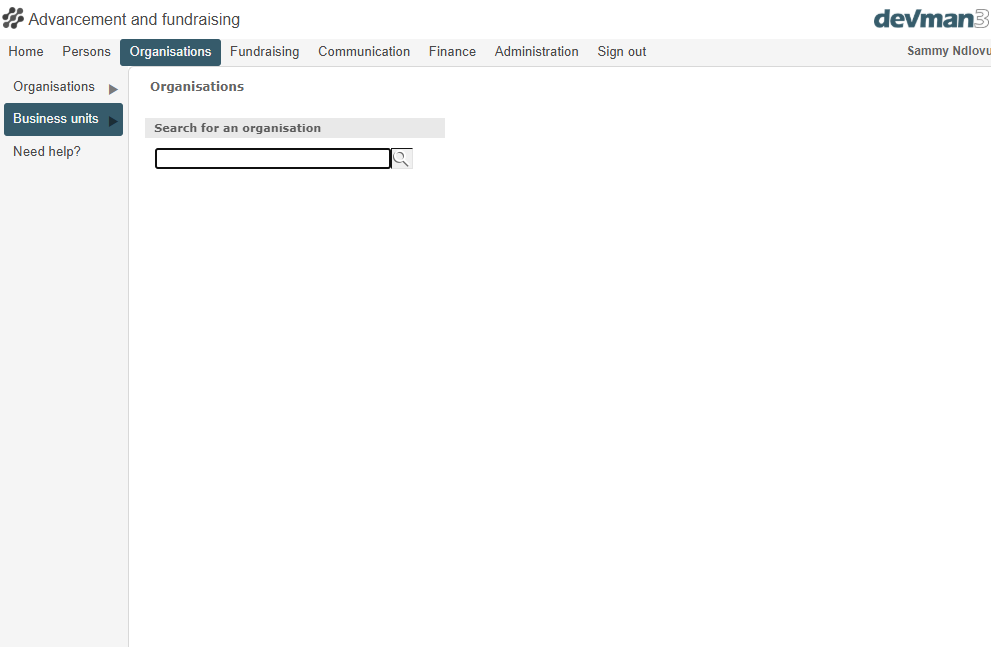 Advancement and fundraising
devman3
Home Persons Organisations Fundraising Communication Finance Administration Sign out Sammy Ndlovu
Organisations
Business units
Need help?
Organisations
Search for an organisation